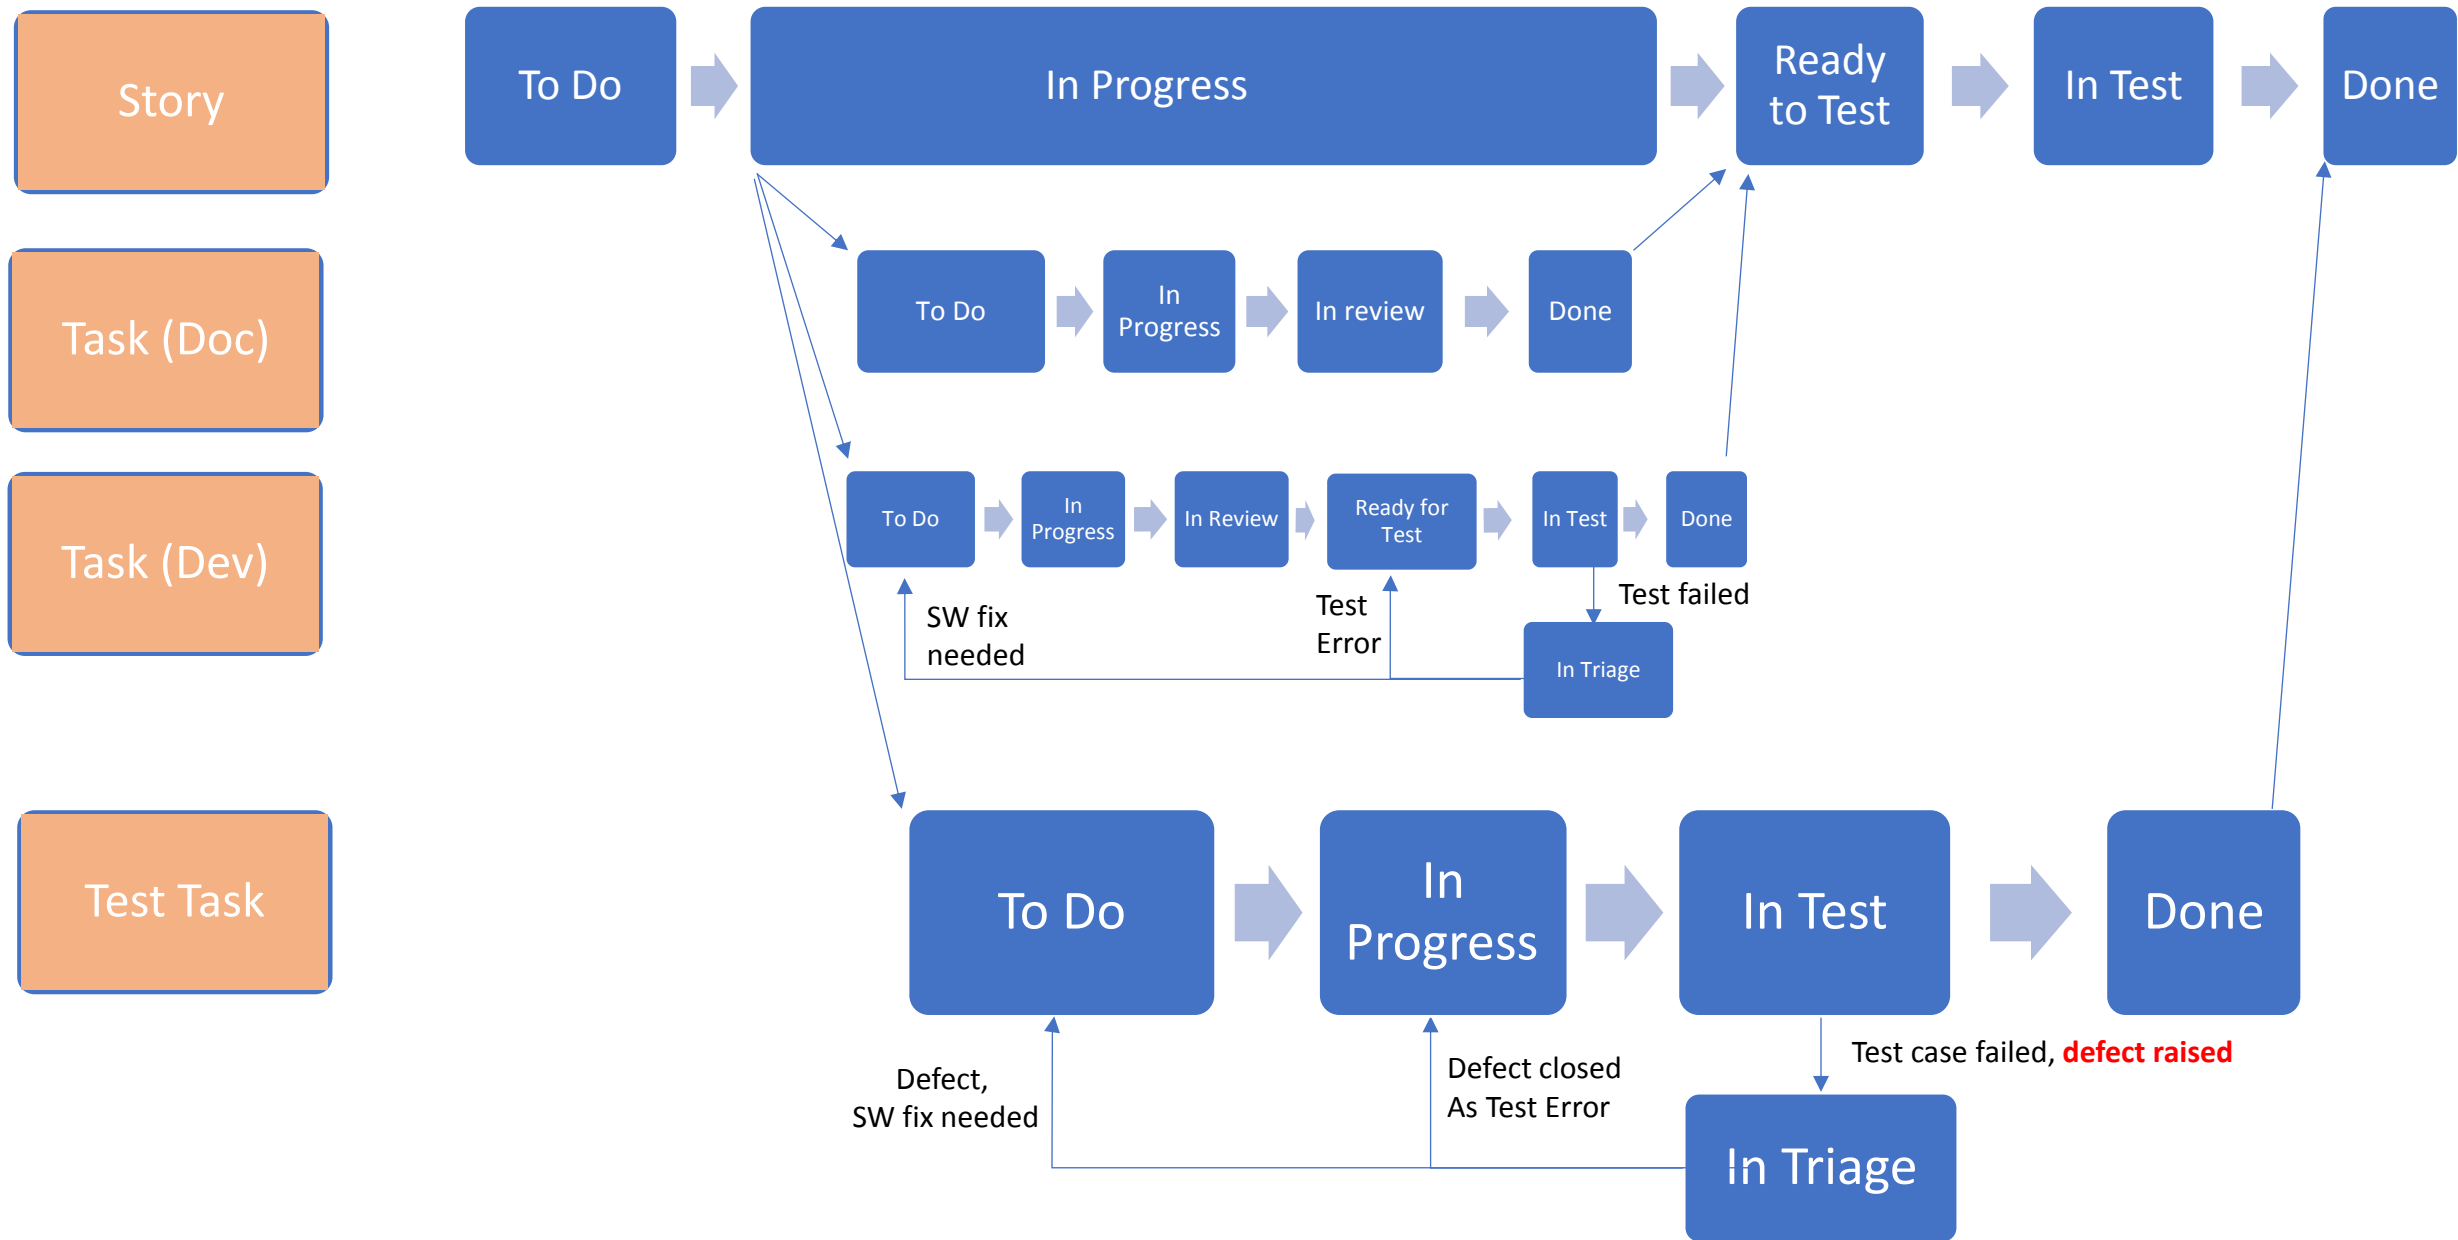 Story
To Do
In Progress
Ready
to Test
In Test
Done
Task (Doc)
To Do
In
Progress
In review
Done
Task (Dev)
To Do
In
Progress
In Review
Ready for
Test
In Test
Done
SW fix
needed
Test
Error
Test failed
In Triage
Test Task
To Do
In
Progress
In Test
Done
Defect,
SW fix needed
Defect closed
As Test Error
Test case failed, defect raised
In Triage